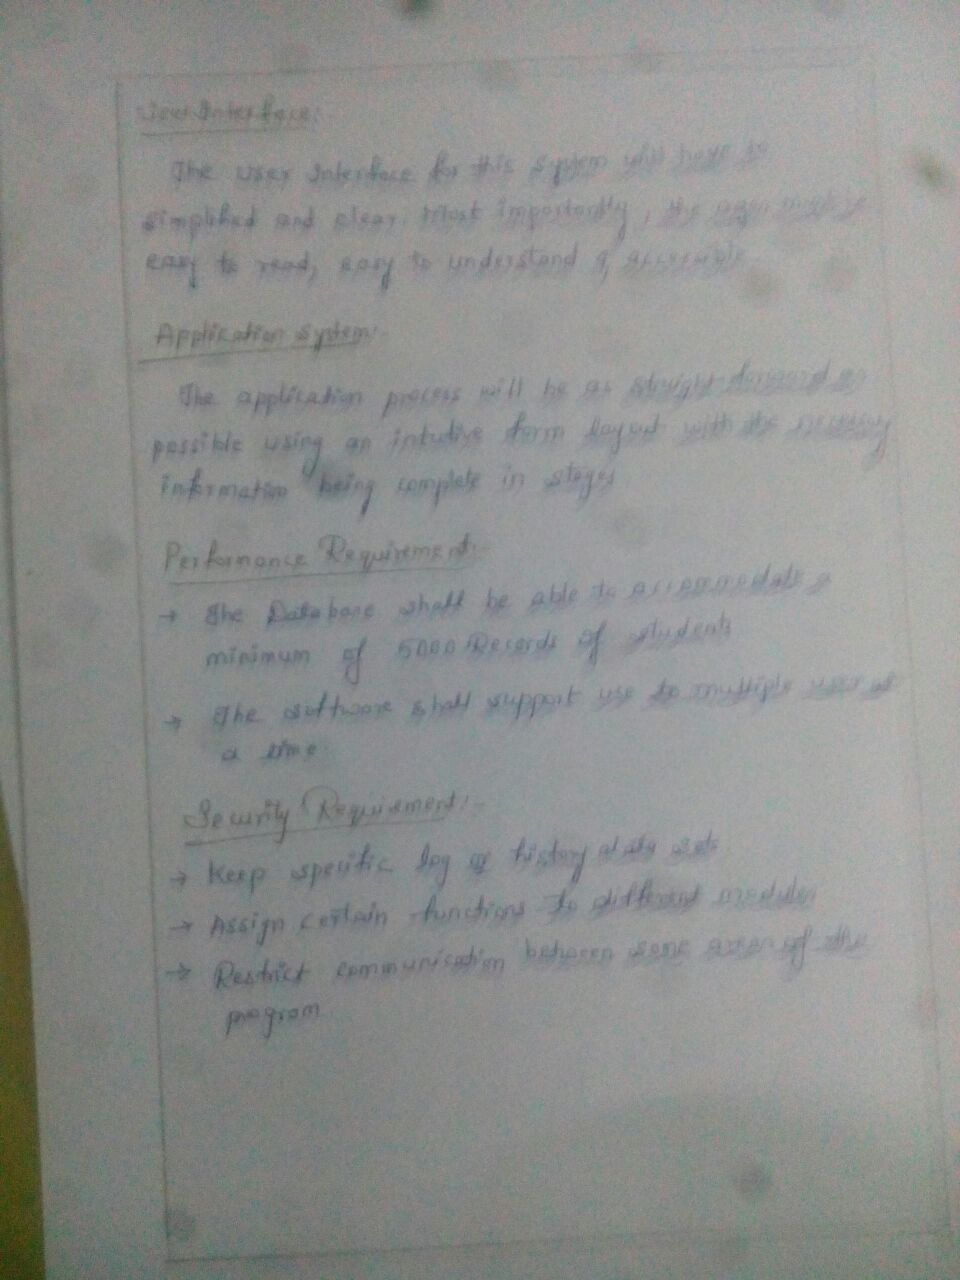 User Interface:-
The user Interface for this system will have to
simplified and clear. Most importantly, the must
easy to read, easy to understand & accessible
Application System:-
The application process will be as straight-forward as
possible using an intutive form layout with the necessary
information being complete in stages
Performance Requirement:-
→ The Database shall be able to accommodate a
minimum of 5000 Records of students
→ The software shall support use to multiple user at
a time.
Security Requirement:-
→ Keep specific log or history data sets
→ Assign certain functions to different modules
→ Restrict communication between some areas of the
program